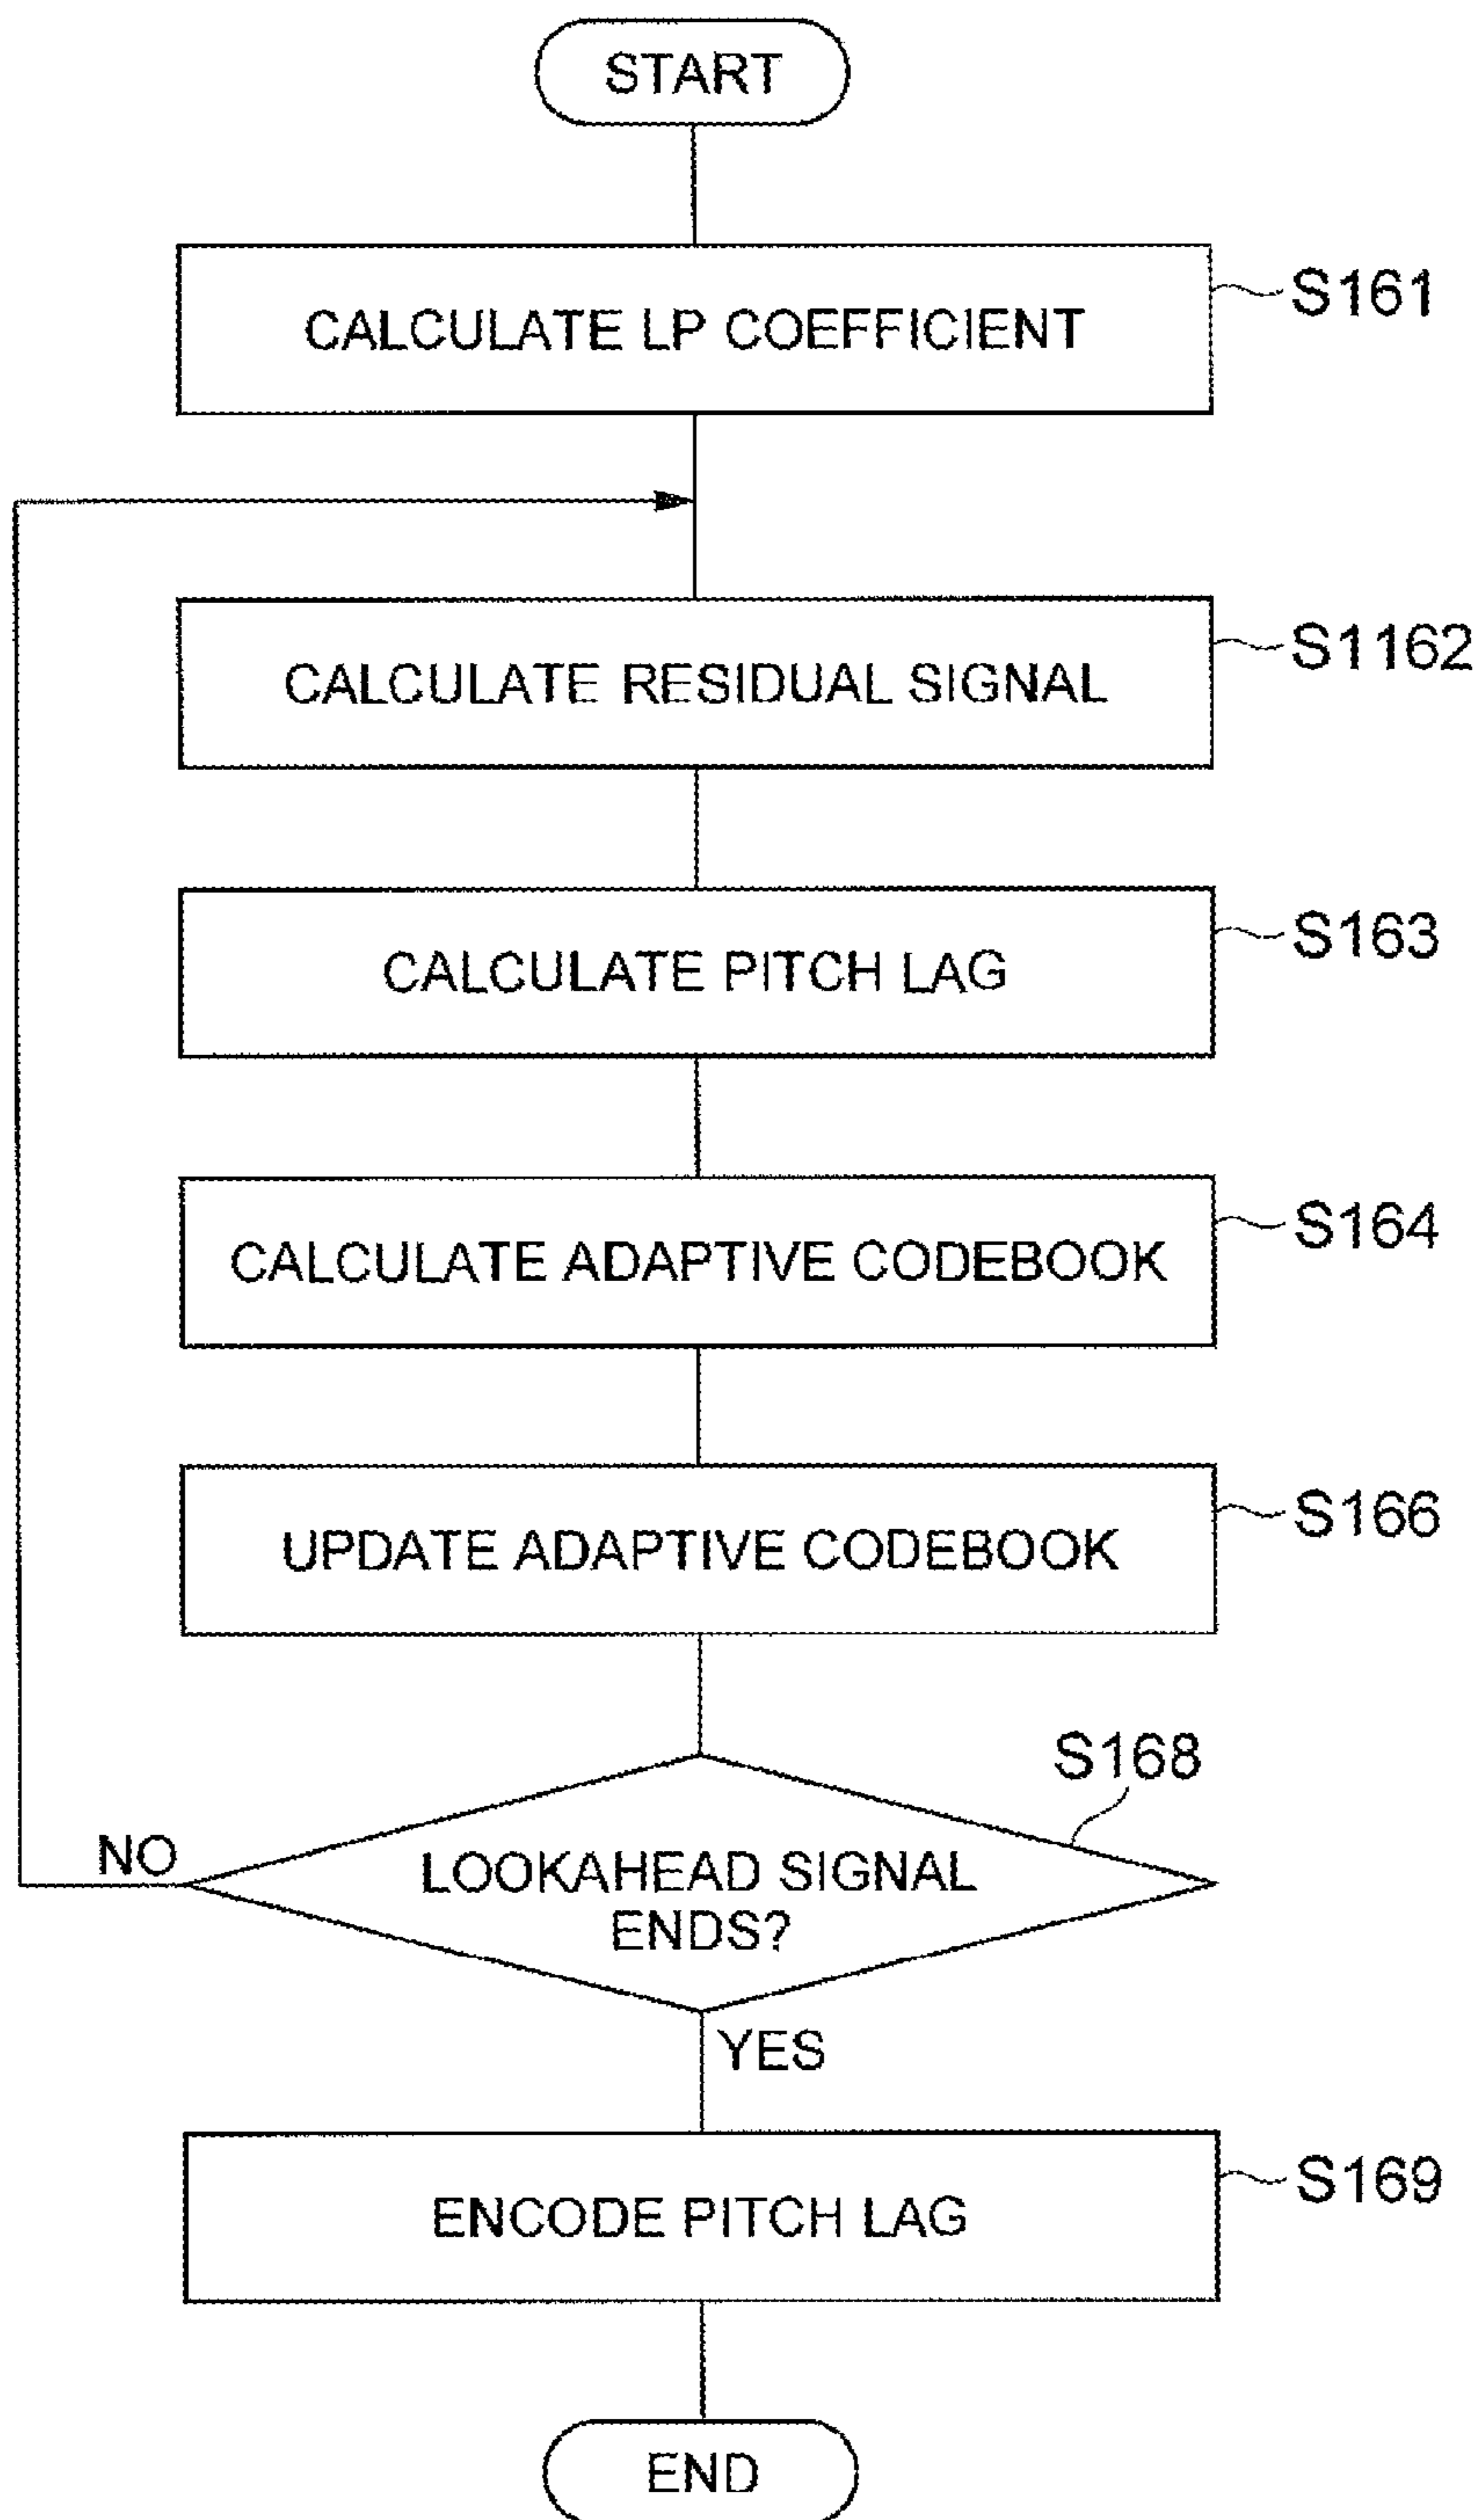 START
CALCULATE LP COEFFICIENT
S161
CALCULATE RESIDUAL SIGNAL
S1162
CALCULATE PITCH LAG
S163
CALCULATE ADAPTIVE CODEBOOK
S164
UPDATE ADAPTIVE CODEBOOK
S166
S168
NO
LOOKAHEAD SIGNAL
ENDS?
YES
ENCODE PITCH LAG
S169
END